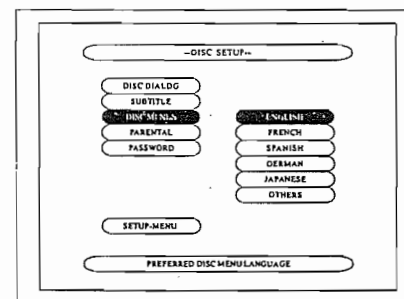 --DISC SETUP--
DISC DIALOG
SUBTITLE
DISC MENUS
PARENTAL
PASSWORD
ENGLISH
FRENCH
SPANISH
GERMAN
JAPANESE
OTHERS
SETUP-MENU
PREFERRED DISC MENU LANGUAGE